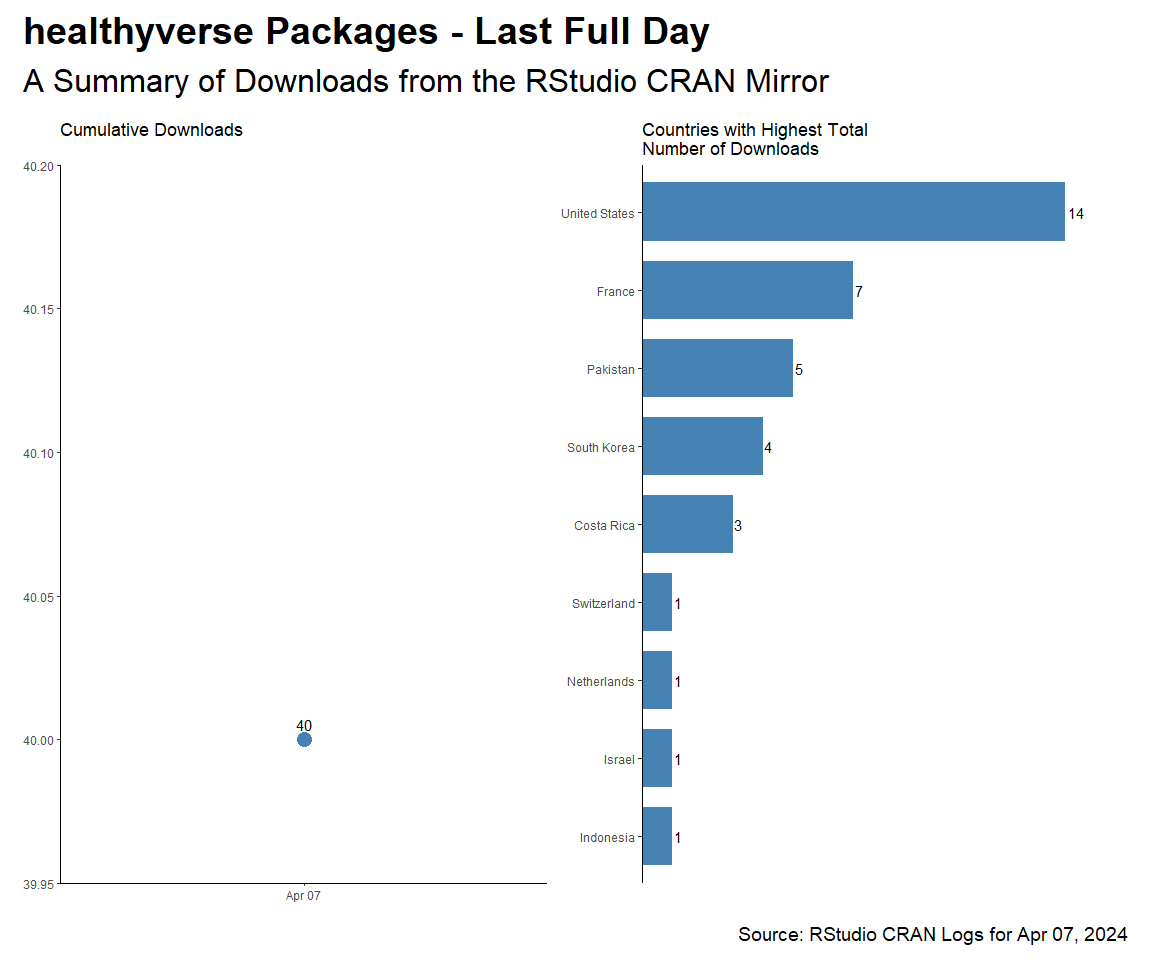 healthyverse Packages - Last Full Day
A Summary of Downloads from the RStudio CRAN Mirror
Cumulative Downloads
40.20
40.15
40.10
40.05
40.00
39.95
40
Apr 07
Countries with Highest Total
Number of Downloads
United States 14
France 7
Pakistan 5
South Korea 4
Costa Rica 3
Switzerland 1
Netherlands 1
Israel 1
Indonesia 1
Source: RStudio CRAN Logs for Apr 07, 2024